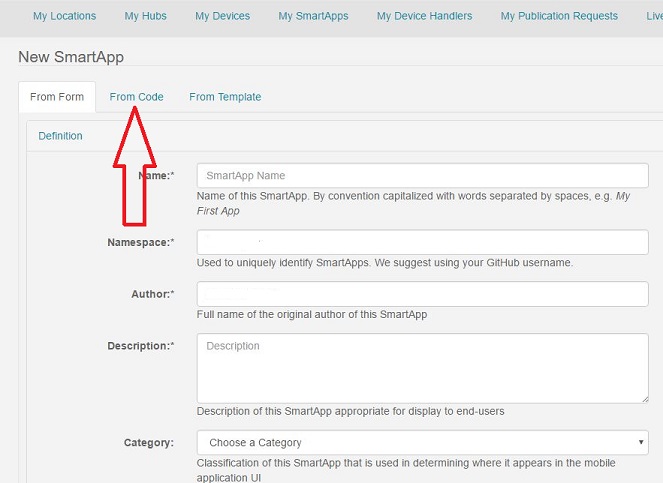 My Locations My Hubs My Devices My SmartApps My Device Handlers My Publication Requests Live
New SmartApp
From Form From Code From Template
Definition
Name:* SmartApp Name
Name of this SmartApp. By convention capitalized with words separated by spaces, e.g. My
First App
Namespace:*
Used to uniquely identify SmartApps. We suggest using your GitHub username.
Author:*
Full name of the original author of this SmartApp
Description:* Description
Description of this SmartApp appropriate for display to end-users
Category: Choose a Category
Classification of this SmartApp that is used in determining where it appears in the mobile
application UI